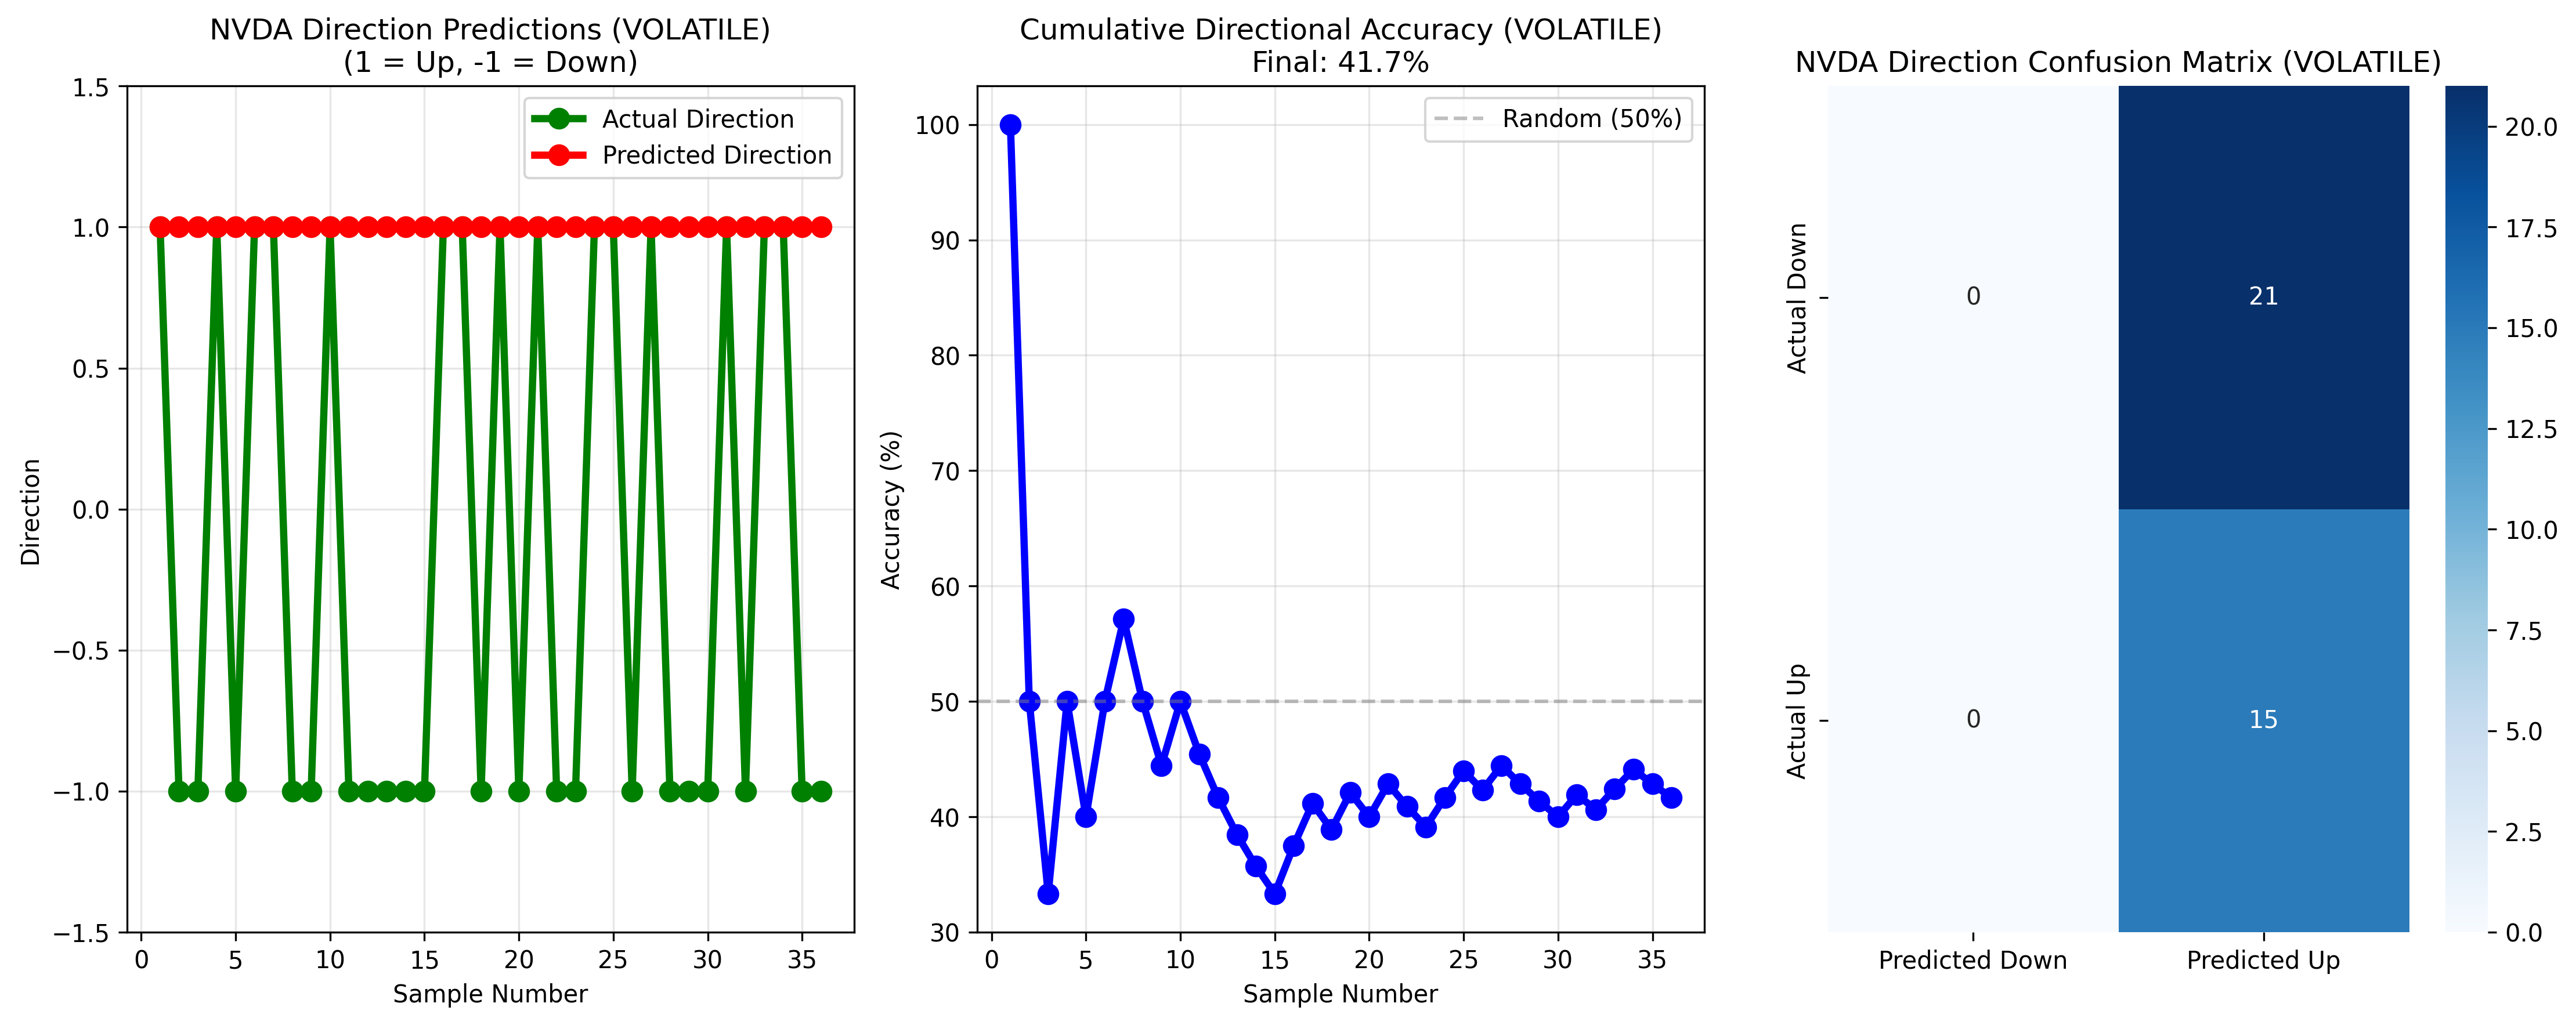 NVDA Direction Predictions (VOLATILE)
(1 = Up, -1 = Down)
Actual Direction
Predicted Direction
1.5
1.0
0.5
0.0
−0.5
−1.0
−1.5
Direction
0 5 10 15 20 25 30 35
Sample Number
Cumulative Directional Accuracy (VOLATILE)
Final: 41.7%
Random (50%)
100
90
80
70
60
50
40
30
Accuracy (%)
0 5 10 15 20 25 30 35
Sample Number
NVDA Direction Confusion Matrix (VOLATILE)
Actual Down
0 21
Actual Up
0 15
Predicted Down Predicted Up
20.0
17.5
15.0
12.5
10.0
7.5
5.0
2.5
0.0